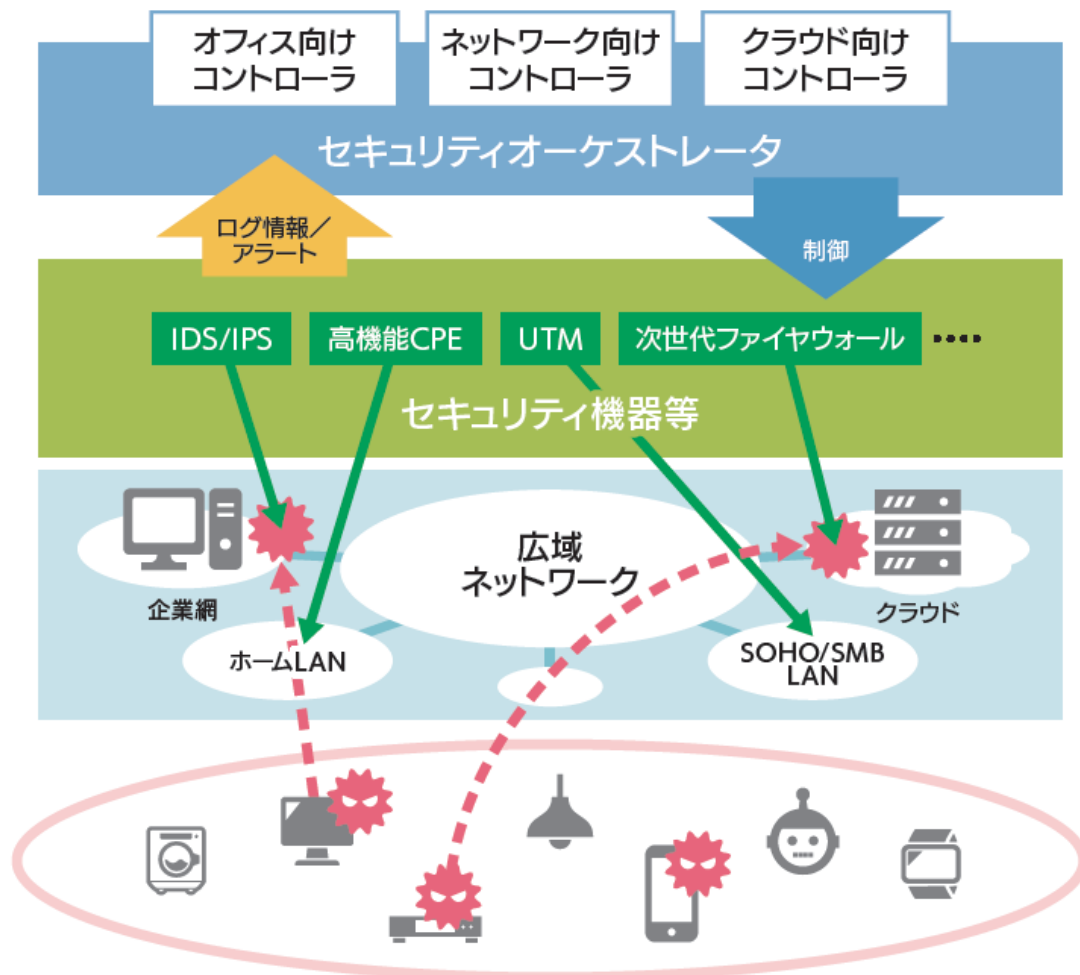 オフィス向け
コントローラ
ネットワーク向け
コントローラ
クラウド向け
コントローラ
セキュリティオーケストレータ
ログ情報／
アラート
制御
IDS/IPS
高機能CPE
UTM
次世代ファイヤウォール
セキュリティ機器等
広域
ネットワーク
企業網
クラウド
ホームLAN
SOHO/SMB
LAN